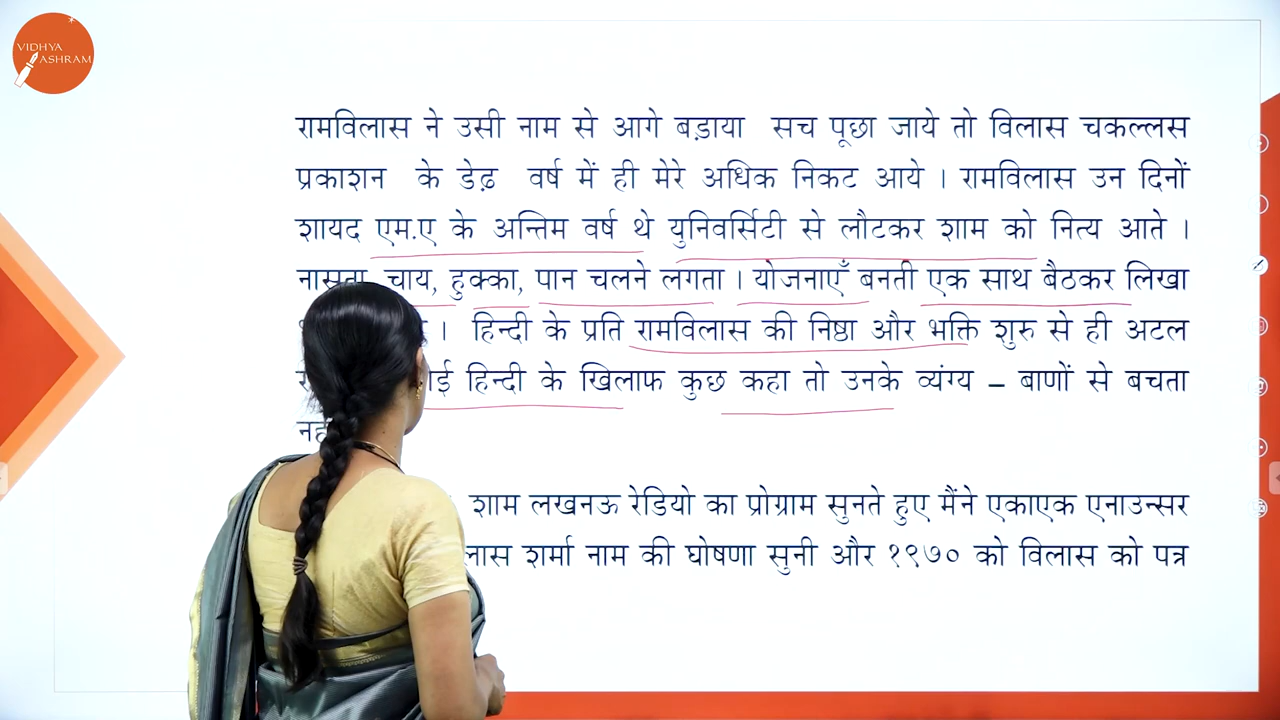 VIDHYA
ASHRAM
रामविलास ने उसी नाम से आगे बड़ाया सच पूछा जाये तो विलास चकल्लस
प्रकाशन के डेढ़ वर्ष में ही मेरे अधिक निकट आये । रामविलास उन दिनों
शायद एम.ए के अन्तिम वर्ष थे युनिवर्सिटी से लौटकर शाम को नित्य आते ।
नासता, चाय, हुक्का, पान चलने लगता । योजनाएँ बनती एक साथ बैठकर लिखा
। हिन्दी के प्रति रामविलास की निष्ठा और भक्ति शुरु से ही अटल
हिन्दी के खिलाफ कुछ कहा तो उनके व्यंग्य – बाणों से बचता
शाम लखनऊ रेडियो का प्रोग्राम सुनते हुए मैंने एकाएक एनाउन्सर
शर्मा नाम की घोषणा सुनी और १९७० को विलास को पत्र